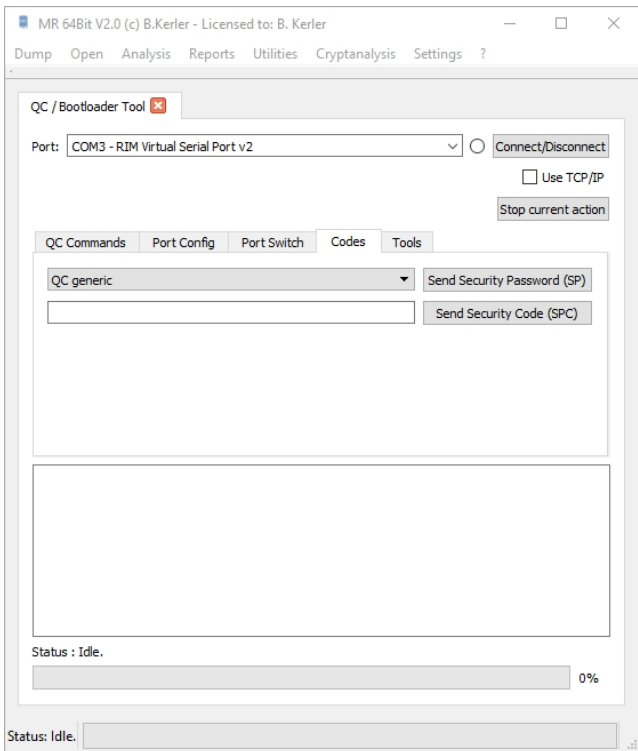 MR 64Bit V2.0 (c) B.Kerler - Licensed to: B. Kerler
Dump Open Analysis Reports Utilities Cryptanalysis Settings ?
QC / Bootloader Tool
Port: COM3 - RIM Virtual Serial Port v2 Connect/Disconnect
Use TCP/IP
Stop current action
QC Commands Port Config Port Switch Codes Tools
QC generic Send Security Password (SP)
Send Security Code (SPC)
Status : Idle.
0%
Status: Idle.